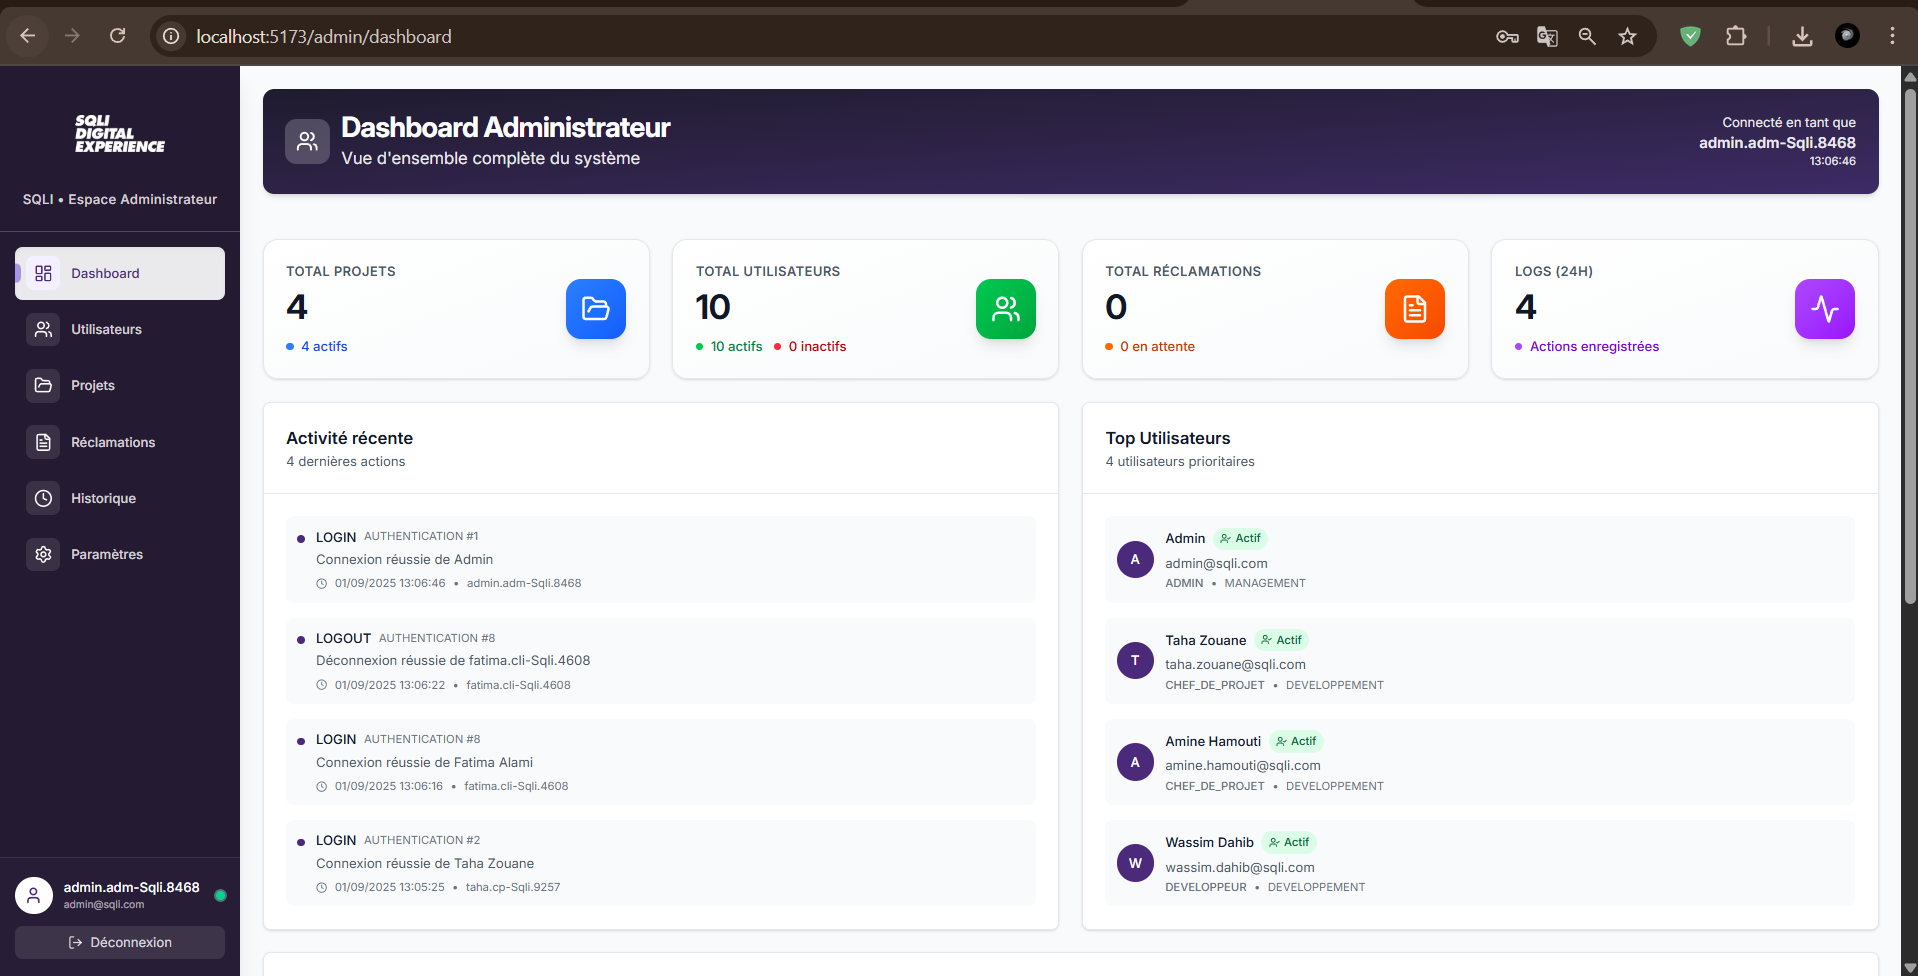 localhost:5173/admin/dashboard
SQLI
DIGITAL
EXPERIENCE
SQLI • Espace Administrateur
Dashboard
Utilisateurs
Projets
Réclamations
Historique
Paramètres
admin.adm-Sqli.8468
admin@sqli.com
Déconnexion
Dashboard Administrateur
Vue d'ensemble complète du système
Connecté en tant que
admin.adm-Sqli.8468
13:06:46
TOTAL PROJETS
4
4 actifs
TOTAL UTILISATEURS
10
10 actifs 0 inactifs
TOTAL RÉCLAMATIONS
0
0 en attente
LOGS (24H)
4
Actions enregistrées
Activité récente
4 dernières actions
LOGIN AUTHENTICATION #1
Connexion réussie de Admin
01/09/2025 13:06:46 • admin.adm-Sqli.8468
LOGOUT AUTHENTICATION #8
Déconnexion réussie de fatima.cli-Sqli.4608
01/09/2025 13:06:22 • fatima.cli-Sqli.4608
LOGIN AUTHENTICATION #8
Connexion réussie de Fatima Alami
01/09/2025 13:06:16 • fatima.cli-Sqli.4608
LOGIN AUTHENTICATION #2
Connexion réussie de Taha Zouane
01/09/2025 13:05:25 • taha.cp-Sqli.9257
Top Utilisateurs
4 utilisateurs prioritaires
A
Admin Actif
admin@sqli.com
ADMIN • MANAGEMENT
T
Taha Zouane Actif
taha.zouane@sqli.com
CHEF_DE_PROJET • DEVELOPPEMENT
A
Amine Hamouti Actif
amine.hamouti@sqli.com
CHEF_DE_PROJET • DEVELOPPEMENT
W
Wassim Dahib Actif
wassim.dahib@sqli.com
DEVELOPPEUR • DEVELOPPEMENT